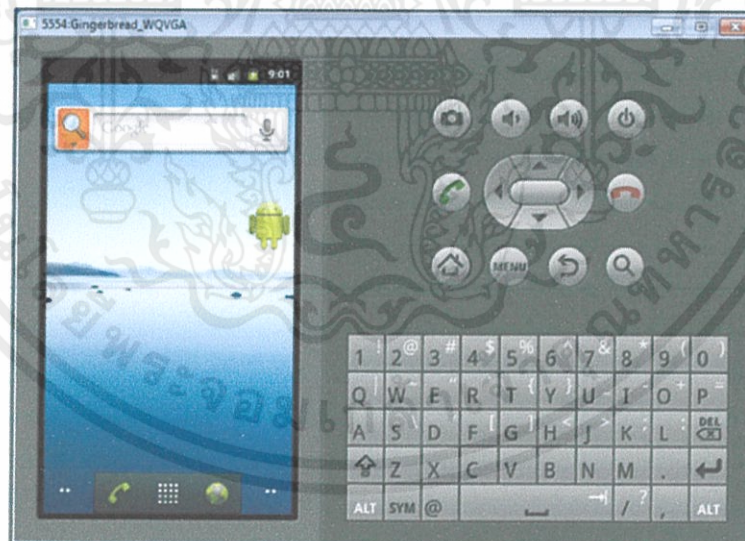 5554:Gingerbread_WQVGA
9:01
Google
MENU
1 ! 2 @ 3 # 4 $ 5 % 6 ^ 7 & 8 * 9 ( 0 )
Q | W ~ E “ R ` T { Y } U _ I - O + P =
A S \ D F [ G ] H < J > K ; L : DEL
Z X C V B N M .
ALT SYM @ / ? , ALT